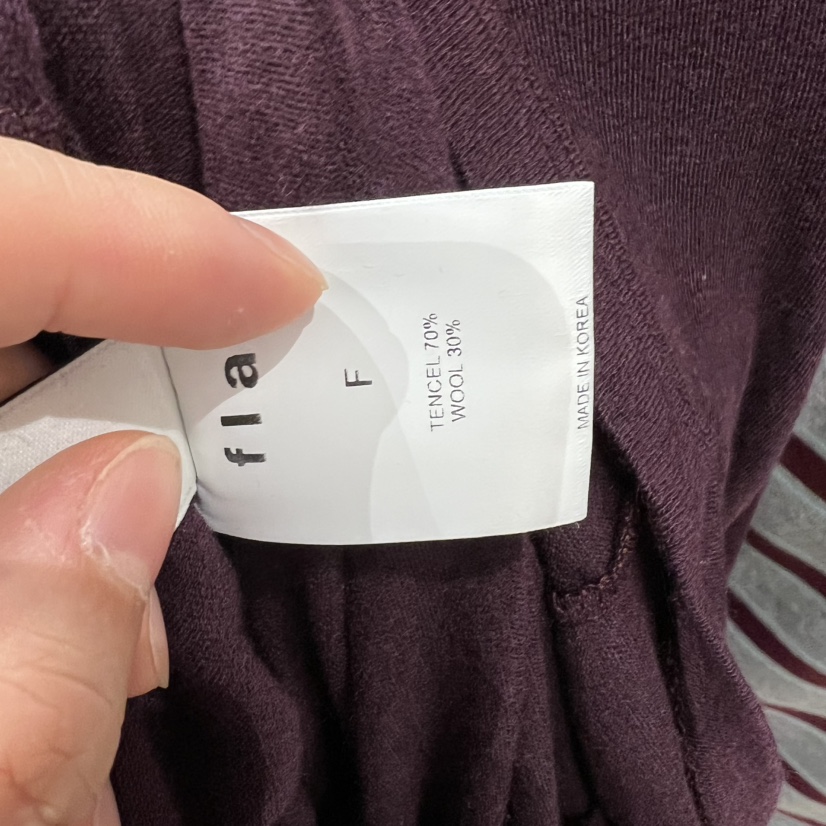 fla
F
TENCEL 70%
WOOL 30%
MADE IN KOREA